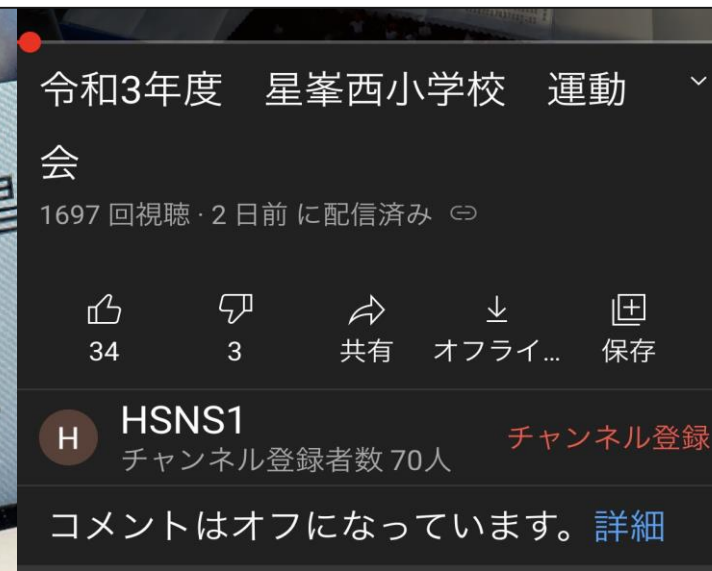 令和3年度　星峯西小学校　運動
会
1697 回視聴・2 日前 に配信済み
34
3
共有
オフライ...
保存
H
HSNS1
チャンネル登録
チャンネル登録者数 70人
コメントはオフになっています。詳細